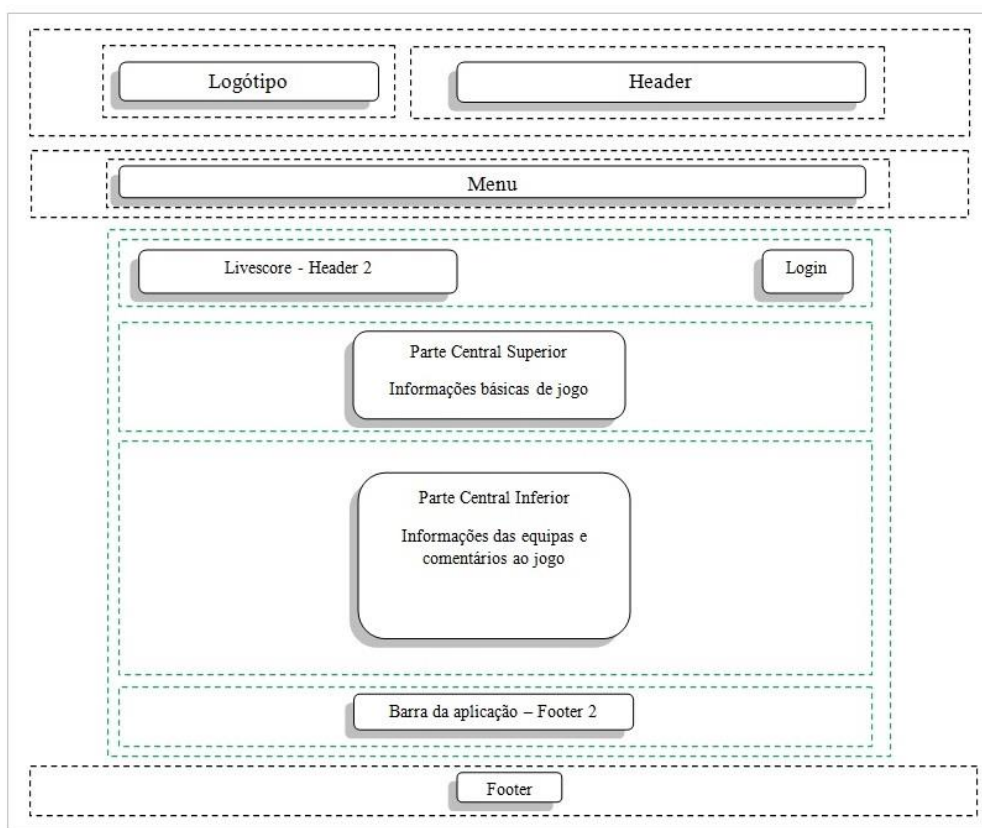 Logótipo
Header
Menu
Livescore - Header 2
Login
Parte Central Superior
Informações básicas de jogo
Parte Central Inferior
Informações das equipas e
comentários ao jogo
Barra da aplicação – Footer 2
Footer